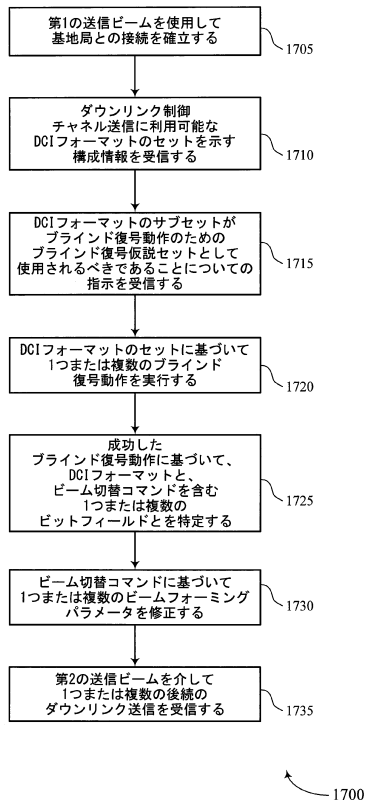 第1の送信ビームを使用して
基地局との接続を確立する
1705
ダウンリンク制御
チャネル送信に利用可能な
DCIフォーマットのセットを示す
構成情報を受信する
1710
DCIフォーマットのサブセットが
ブラインド復号動作のための
ブラインド復号仮説セットとして
使用されるべきであることについての
指示を受信する
1715
DCIフォーマットのセットに基づいて
1つまたは複数のブラインド
復号動作を実行する
1720
成功した
ブラインド復号動作に基づいて、
DCIフォーマットと、
ビーム切替コマンドを含む
1つまたは複数の
ビットフィールドとを特定する
1725
ビーム切替コマンドに基づいて
1つまたは複数のビームフォーミング
パラメータを修正する
1730
第2の送信ビームを介して
1つまたは複数の後続の
ダウンリンク送信を受信する
1735
1700